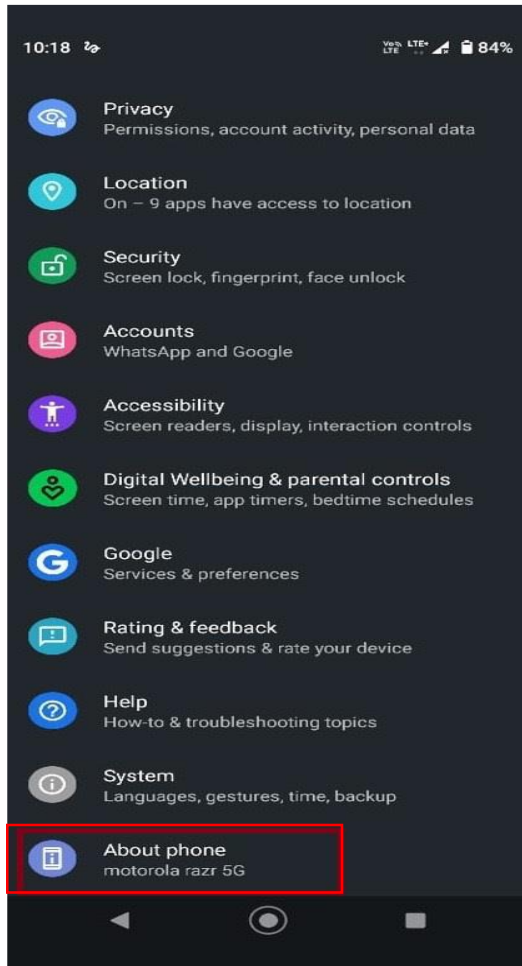 10:18 Vo)) LTE LTE+ 84%
Privacy
Permissions, account activity, personal data
Location
On – 9 apps have access to location
Security
Screen lock, fingerprint, face unlock
Accounts
WhatsApp and Google
Accessibility
Screen readers, display, interaction controls
Digital Wellbeing & parental controls
Screen time, app timers, bedtime schedules
Google
Services & preferences
Rating & feedback
Send suggestions & rate your device
Help
How-to & troubleshooting topics
System
Languages, gestures, time, backup
About phone
motorola razr 5G